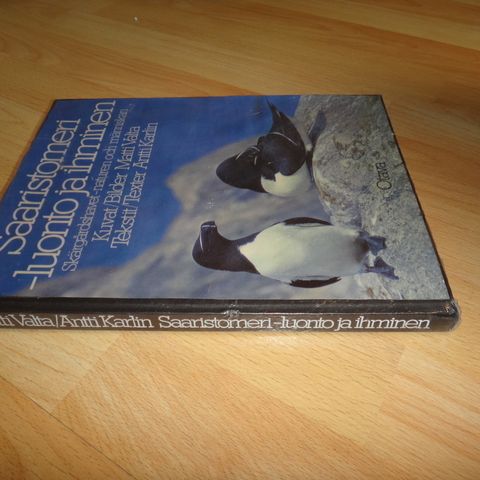 Saaristomeri
-luonto ja ihminen
Skärgårdshavet, naturen och människan
Kuvat/Bilder Matti Valta
Tekstit/Texter Antti Karlin
Otava
ti Valta/Antti Karlin Saaristomeri-luonto ja ihminen